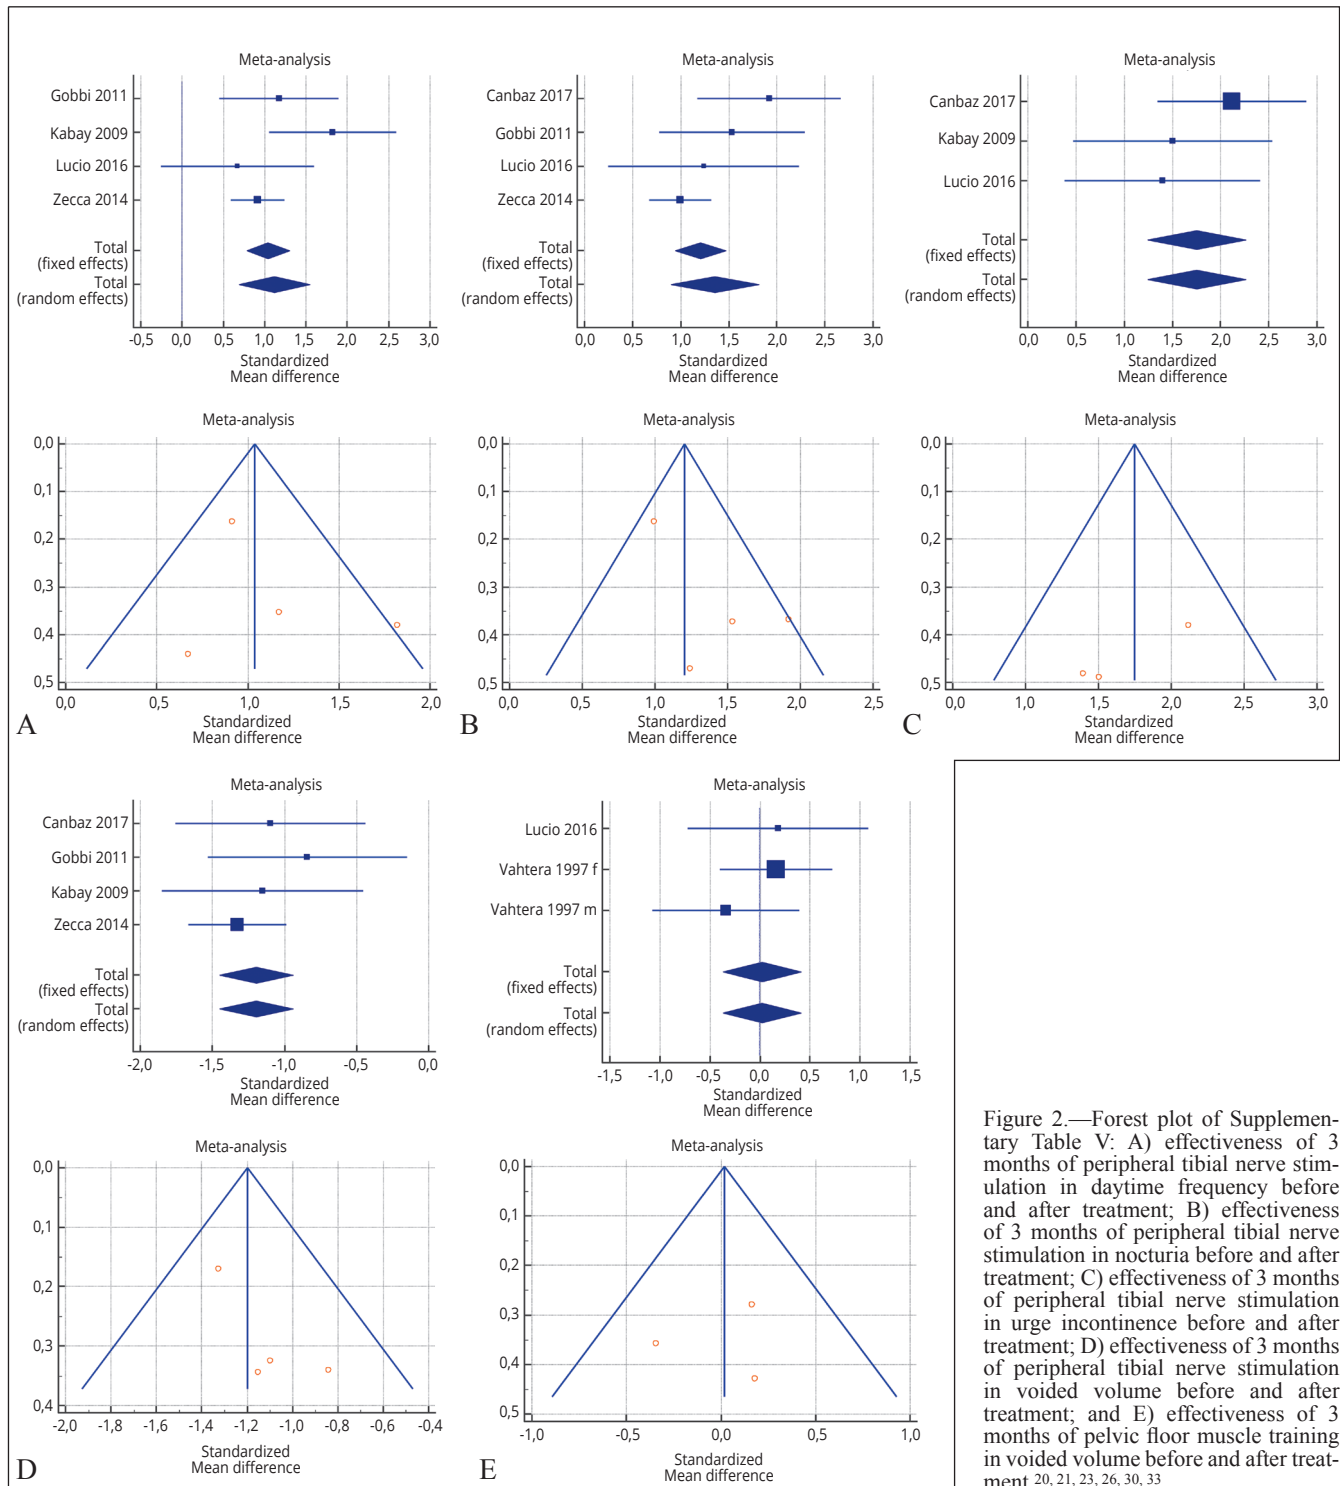 Meta-analysis
Gobbi 2011
Kabay 2009
Lucio 2016
Zecca 2014
Total
(fixed effects)
Total
(random effects)
-0,5 0,0 0,5 1,0 1,5 2,0 2,5 3,0
Standardized
Mean difference
Meta-analysis
0,0
0,1
0,2
0,3
0,4
0,5
0,0 0,5 1,0 1,5 2,0
Standardized
Mean difference
A
Meta-analysis
Canbaz 2017
Gobbi 2011
Lucio 2016
Zecca 2014
Total
(fixed effects)
Total
(random effects)
0,0 0,5 1,0 1,5 2,0 2,5 3,0
Standardized
Mean difference
Meta-analysis
0,0
0,1
0,2
0,3
0,4
0,5
0,0 0,5 1,0 1,5 2,0 2,5
Standardized
Mean difference
B
Meta-analysis
Canbaz 2017
Kabay 2009
Lucio 2016
Total
(fixed effects)
Total
(random effects)
0,0 0,5 1,0 1,5 2,0 2,5 3,0
Standardized
Mean difference
Meta-analysis
0,0
0,1
0,2
0,3
0,4
0,5
0,0 1,0 1,5 2,0 2,5 3,0
Standardized
Mean difference
C
Meta-analysis
Canbaz 2017
Gobbi 2011
Kabay 2009
Zecca 2014
Total
(fixed effects)
Total
(random effects)
-2,0 -1,5 -1,0 -0,5 0,0
Standardized
Mean difference
Meta-analysis
0,0
0,1
0,2
0,3
0,4
-2,0 -1,8 -1,6 -1,4 -1,2 -1,0 -0,8 -0,6 -0,4
Standardized
Mean difference
D
Meta-analysis
Lucio 2016
Vahtera 1997 f
Vahtera 1997 m
Total
(fixed effects)
Total
(random effects)
-1,5 -1,0 -0,5 0,0 0,5 1,0 1,5
Standardized
Mean difference
Meta-analysis
0,0
0,1
0,2
0,3
0,4
0,5
-1,0 -0,5 0,0 0,5 1,0
Standardized
Mean difference
E
Figure 2.—Forest plot of Supplemen-
tary Table V: A) effectiveness of 3
months of peripheral tibial nerve stim-
ulation in daytime frequency before
and after treatment; B) effectiveness
of 3 months of peripheral tibial nerve
stimulation in nocturia before and after
treatment; C) effectiveness of 3 months
of peripheral tibial nerve stimulation
in urge incontinence before and after
treatment; D) effectiveness of 3 months
of peripheral tibial nerve stimulation
in voided volume before and after
treatment; and E) effectiveness of 3
months of pelvic floor muscle training
in voided volume before and after treat-
ment.20, 21, 23, 26, 30, 33